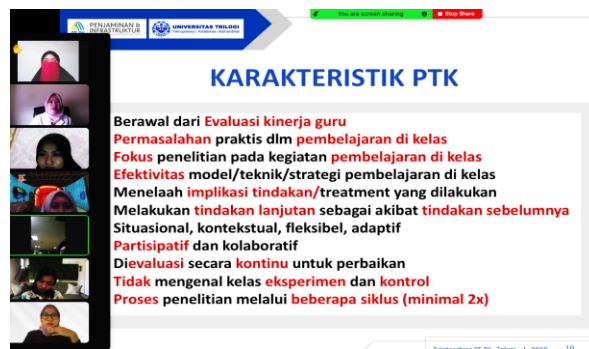 You are screen sharing
Stop Share
PENJAMINAN &
INFRASTRUKTUR
UNIVERSITAS TRILOGI
KARAKTERISTIK PTK
Berawal dari Evaluasi kinerja guru
Permasalahan praktis dlm pembelajaran di kelas
Fokus penelitian pada kegiatan pembelajaran di kelas
Efektivitas model/teknik/strategi pembelajaran di kelas
Menelaah implikasi tindakan/treatment yang dilakukan
Melakukan tindakan lanjutan sebagai akibat tindakan sebelumnya
Situasional, kontekstual, fleksibel, adaptif
Partisipatif dan kolaboratif
Dievaluasi secara kontinu untuk perbaikan
Tidak mengenal kelas eksperimen dan kontrol
Proses penelitian melalui beberapa siklus (minimal 2x)